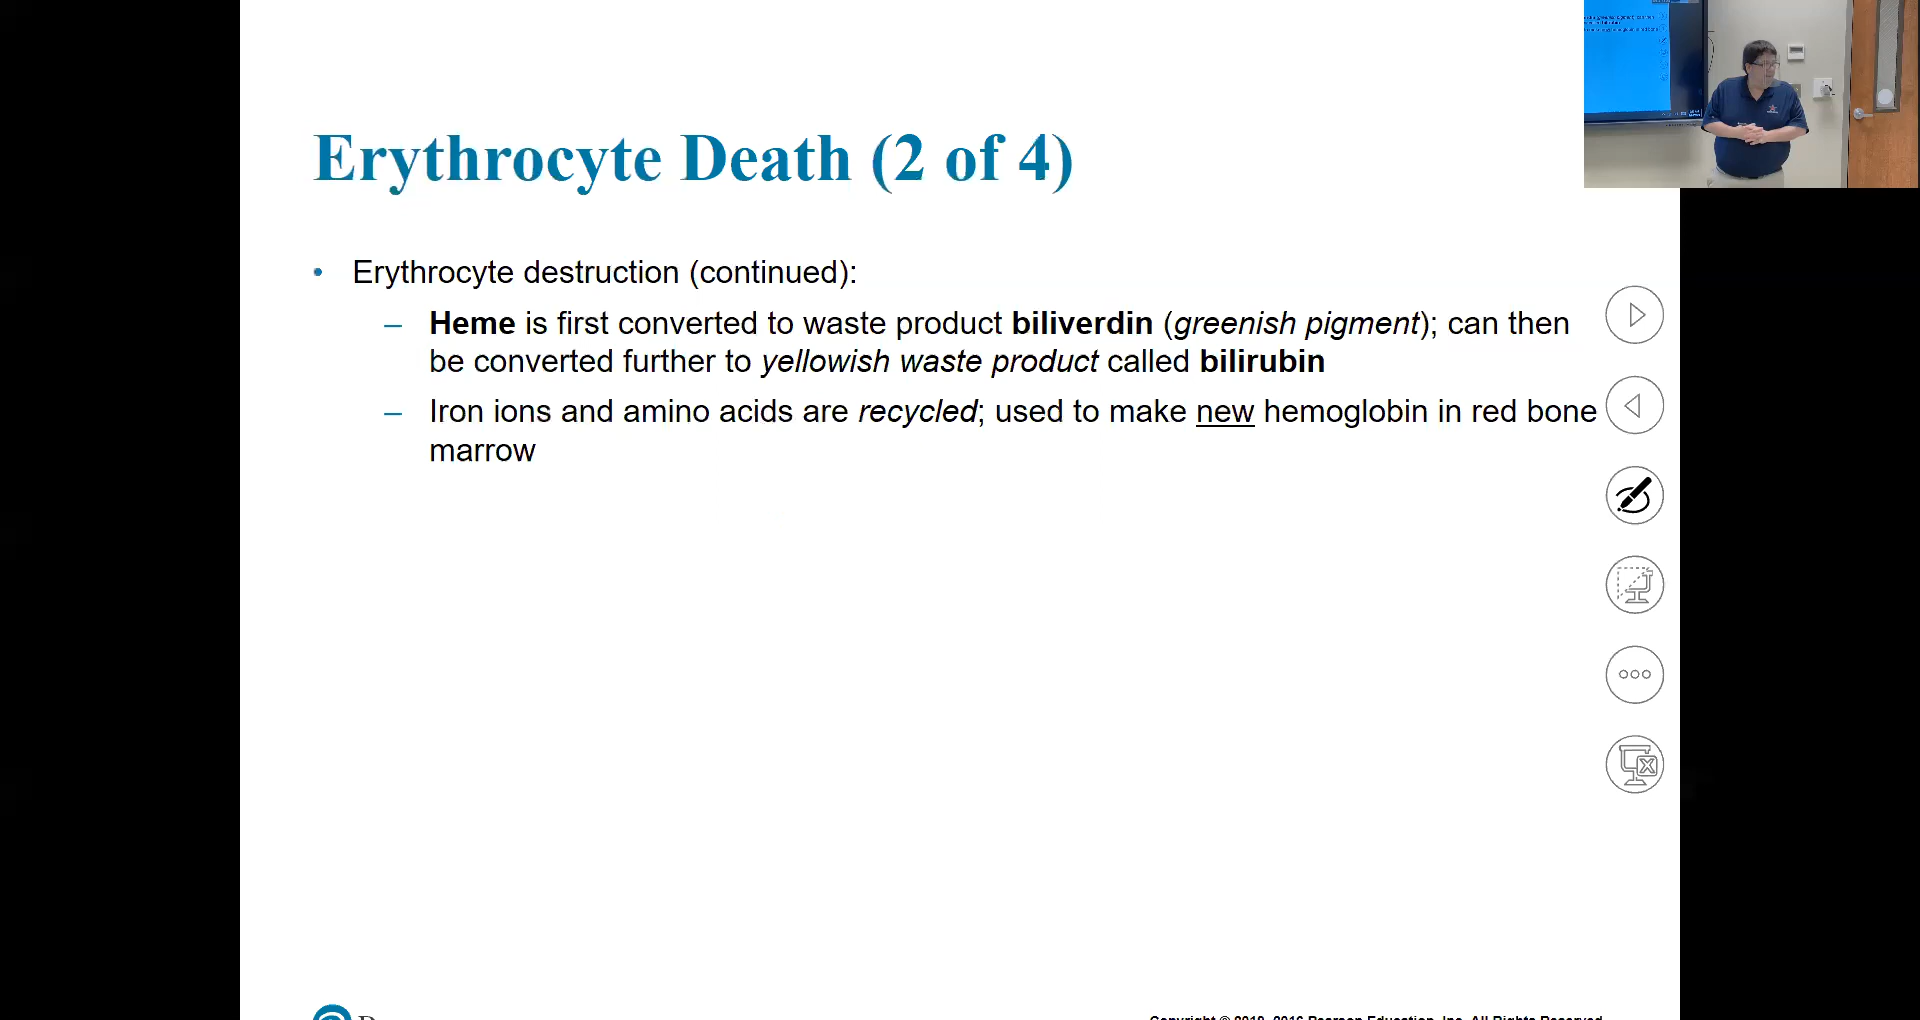 Erythrocyte Death (2 of 4)
• Erythrocyte destruction (continued):
– Heme is first converted to waste product biliverdin (greenish pigment); can then
be converted further to yellowish waste product called bilirubin
– Iron ions and amino acids are recycled; used to make new hemoglobin in red bone
marrow